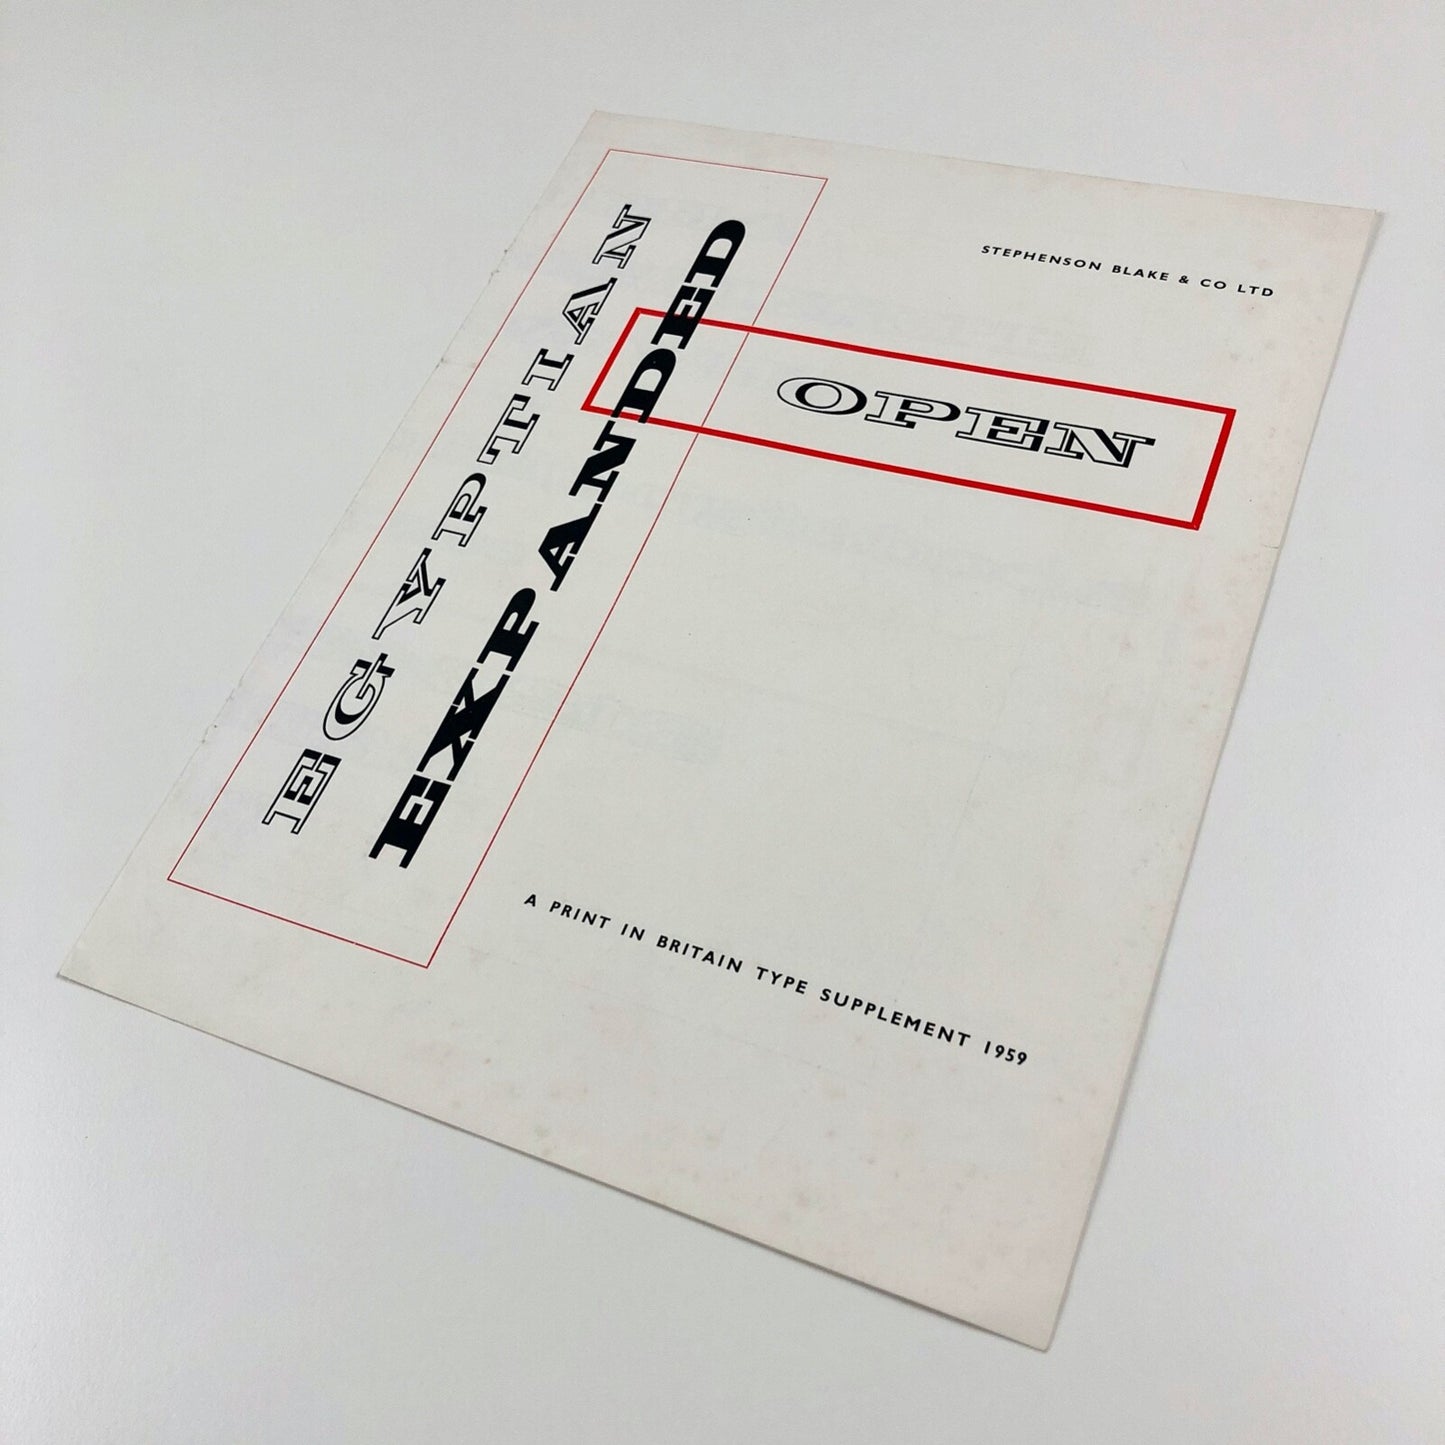 STEPHENSON BLAKE & CO LTD
EGYPTIAN
EXPANDED
OPEN
A PRINT IN BRITAIN TYPE SUPPLEMENT 1959